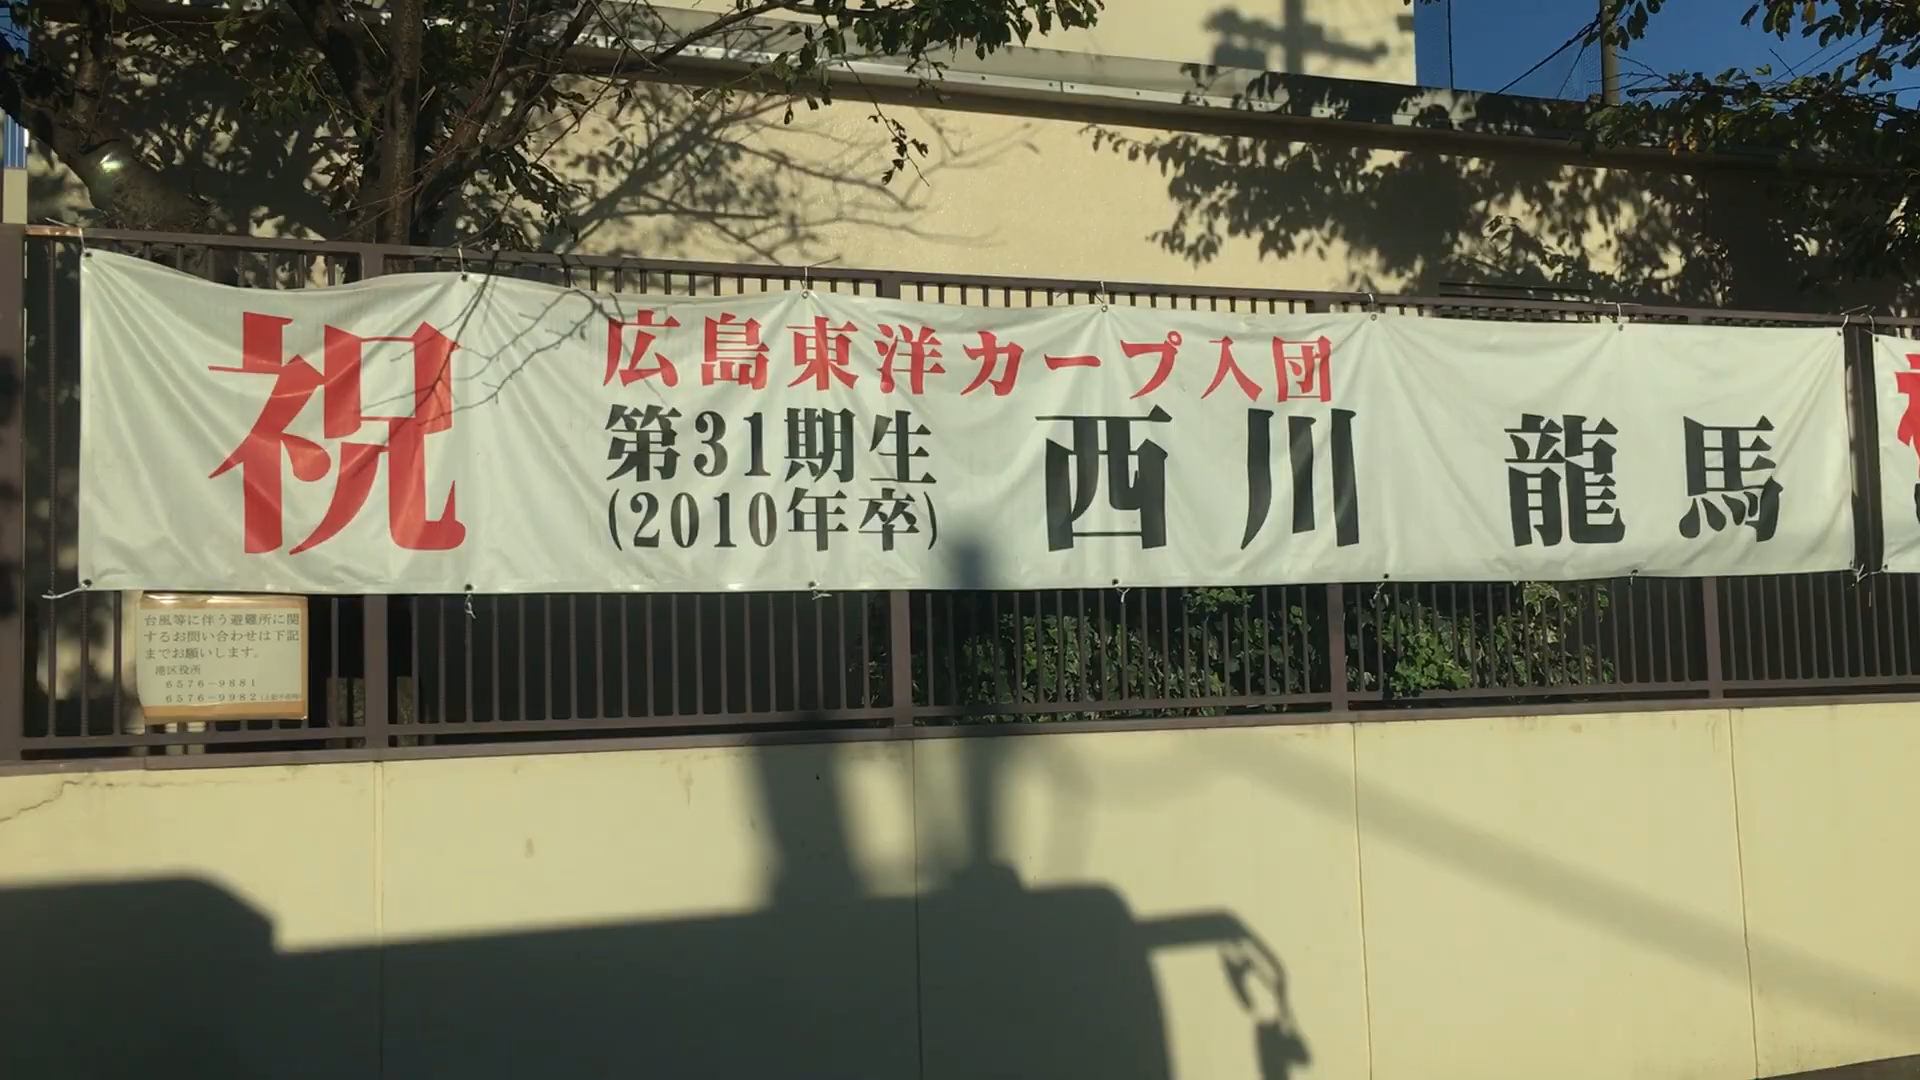 祝
広島東洋カープ入団
第31期生
(2010年卒)
西川 龍馬
台風等に伴う避難所に関
するお問い合わせは下記
までお願いします。
港区役所
6576-9881
6576-9982